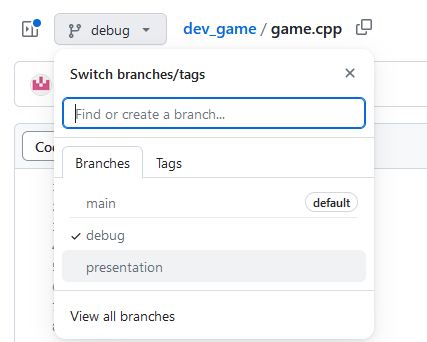 debug dev_game / game.cpp
Switch branches/tags
Find or create a branch...
Branches Tags
main default
debug
presentation
View all branches